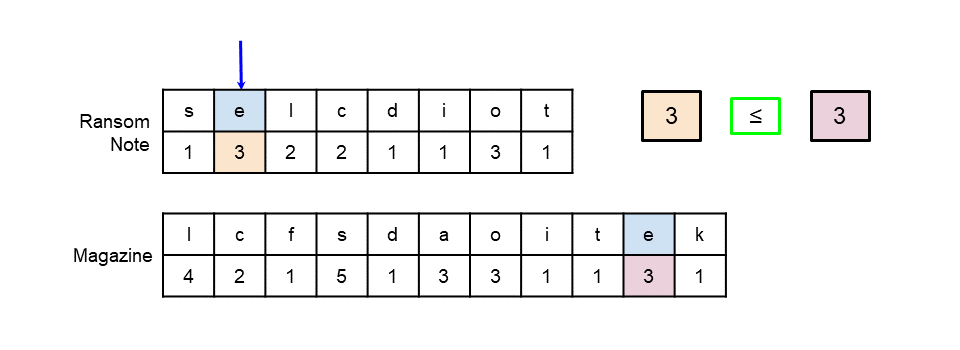 s e l c d i o t
Ransom Note
1 3 2 2 1 1 3 1
3 ≤ 3
l c f s d a o i t e k
Magazine
4 2 1 5 1 3 3 1 1 3 1